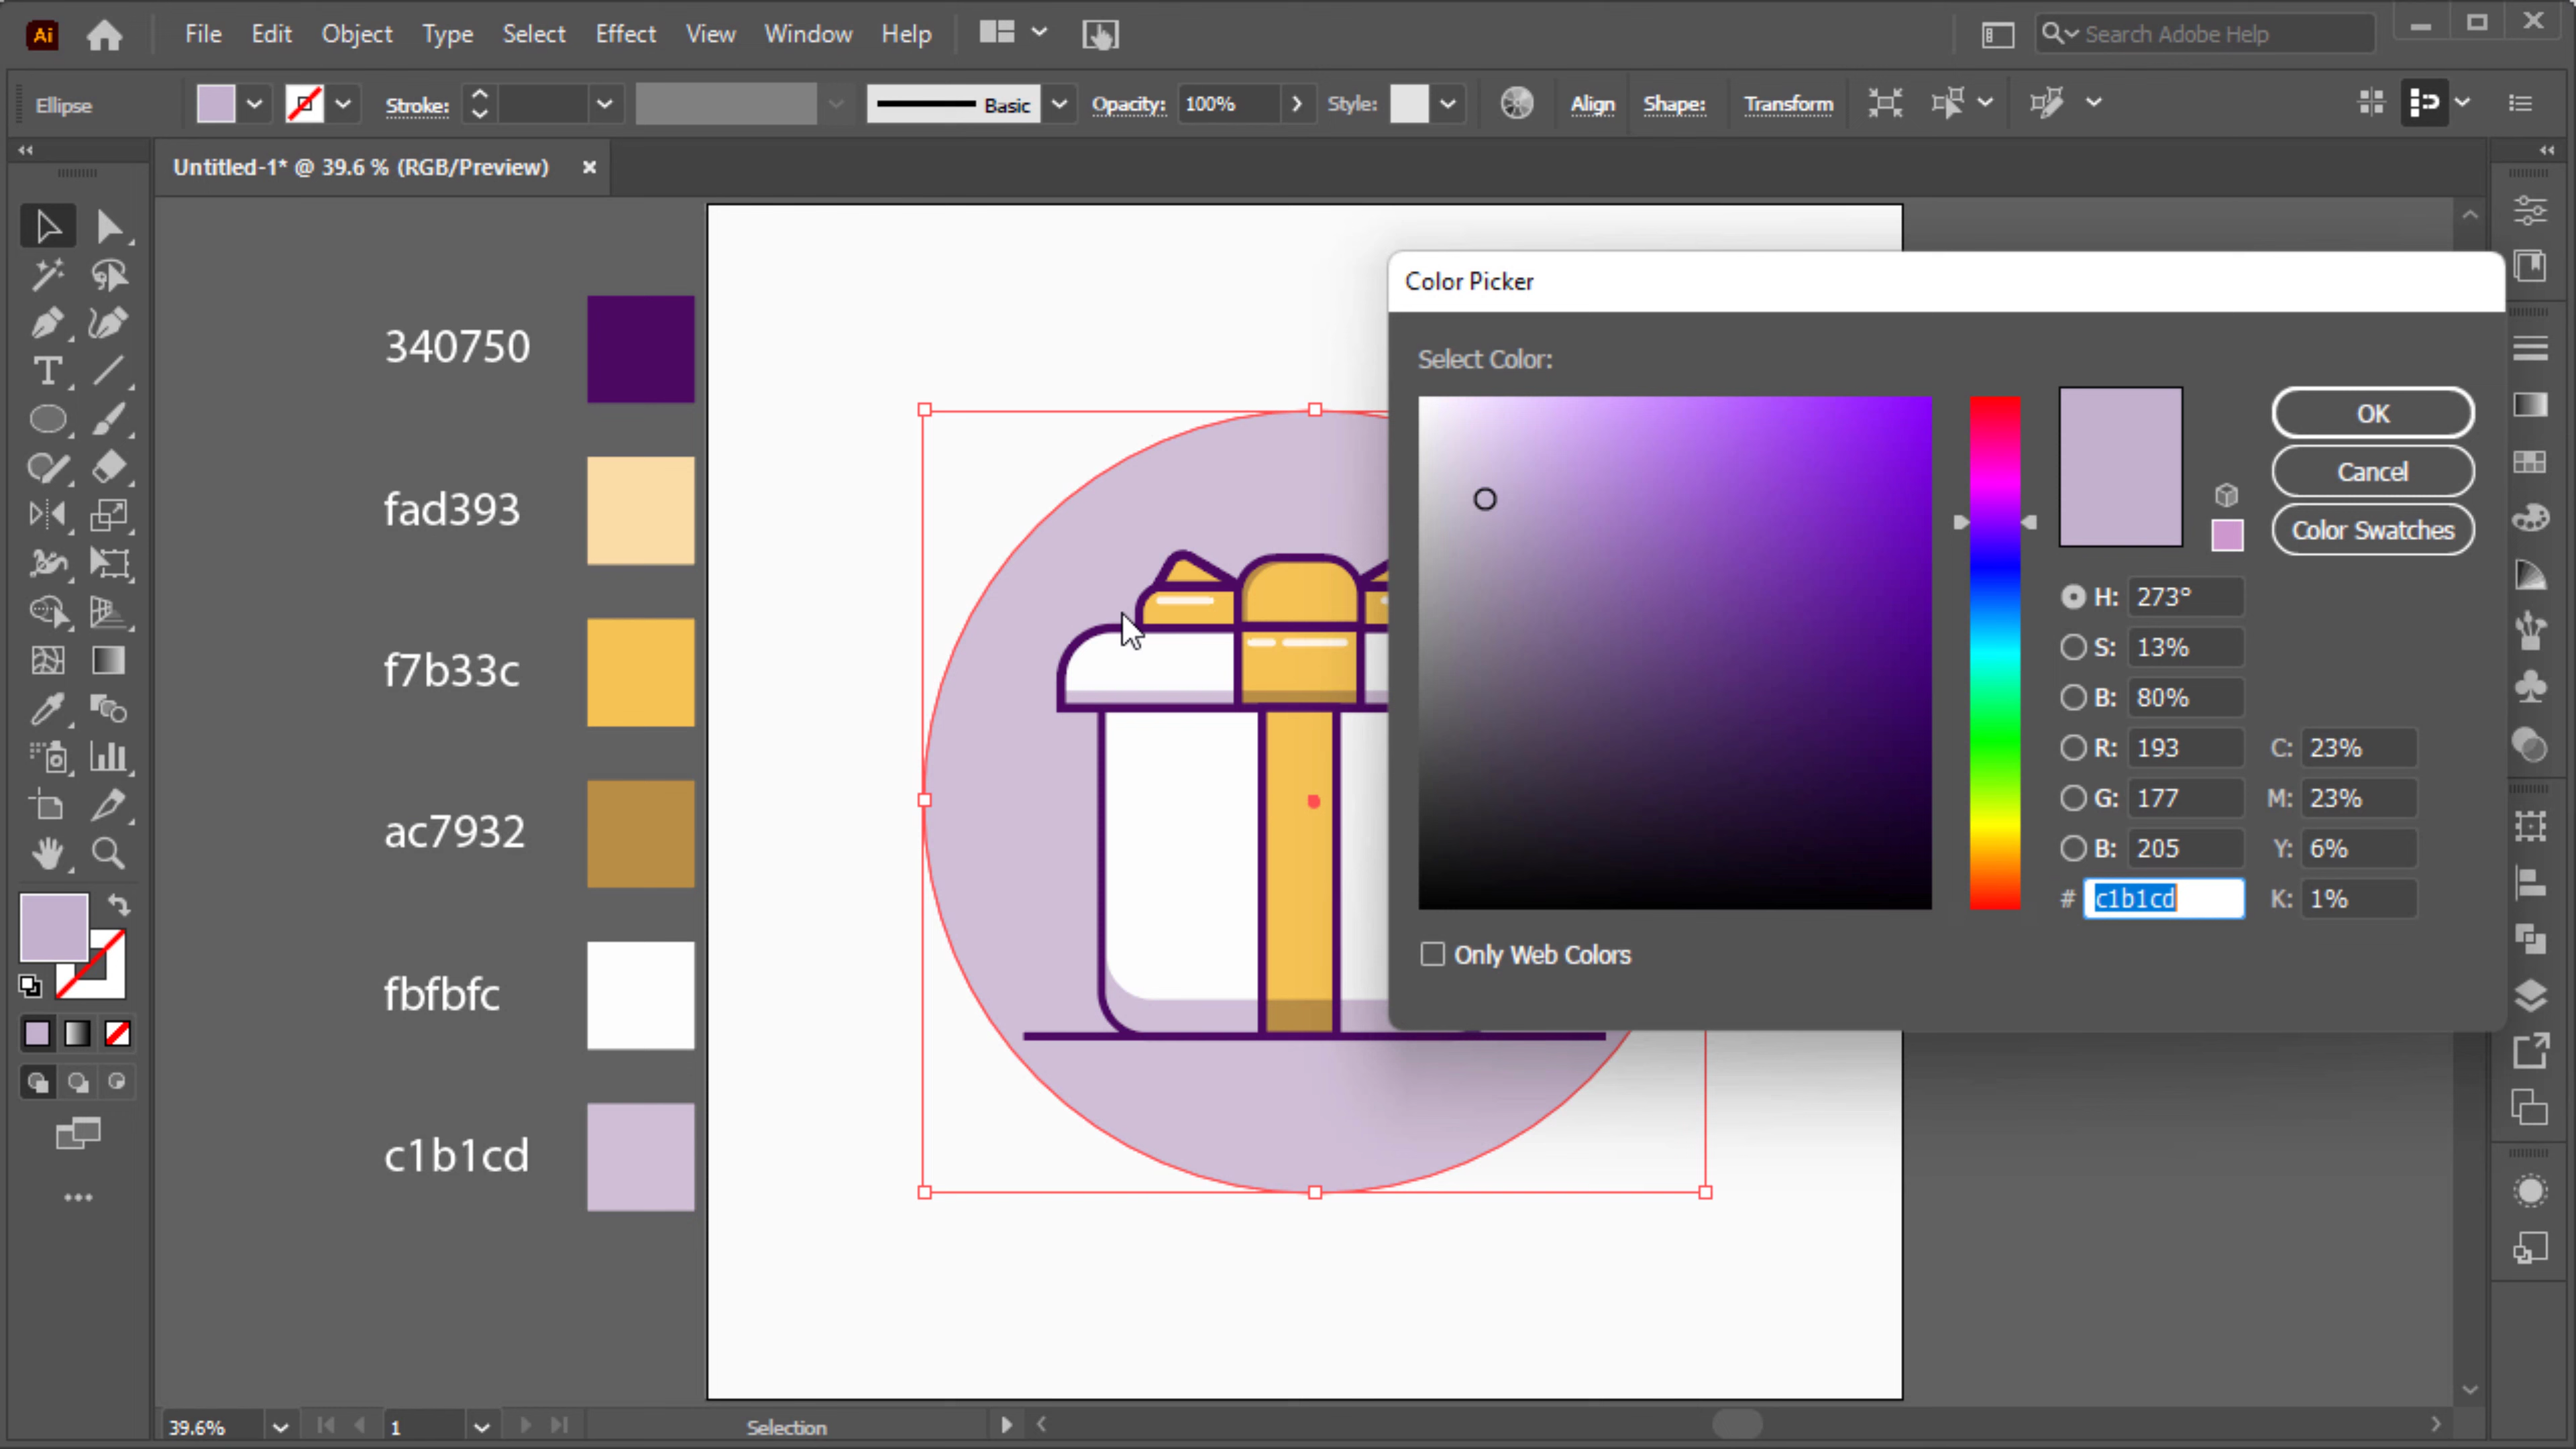 Ai File Edit Object Type Select Effect View Window Help Search Adobe Help
Ellipse Stroke: Basic Opacity: 100% Style: Align Shape: Transform
Untitled-1* @ 39.6 % (RGB/Preview)
340750
fad393
f7b33c
ac7932
fbfbfc
c1b1cd
Color Picker
Select Color:
OK
Cancel
Color Swatches
H: 273°
S: 13%
B: 80%
R: 193 C: 23%
G: 177 M: 23%
B: 205 Y: 6%
# c1b1cd K: 1%
Only Web Colors
39.6% 1 Selection